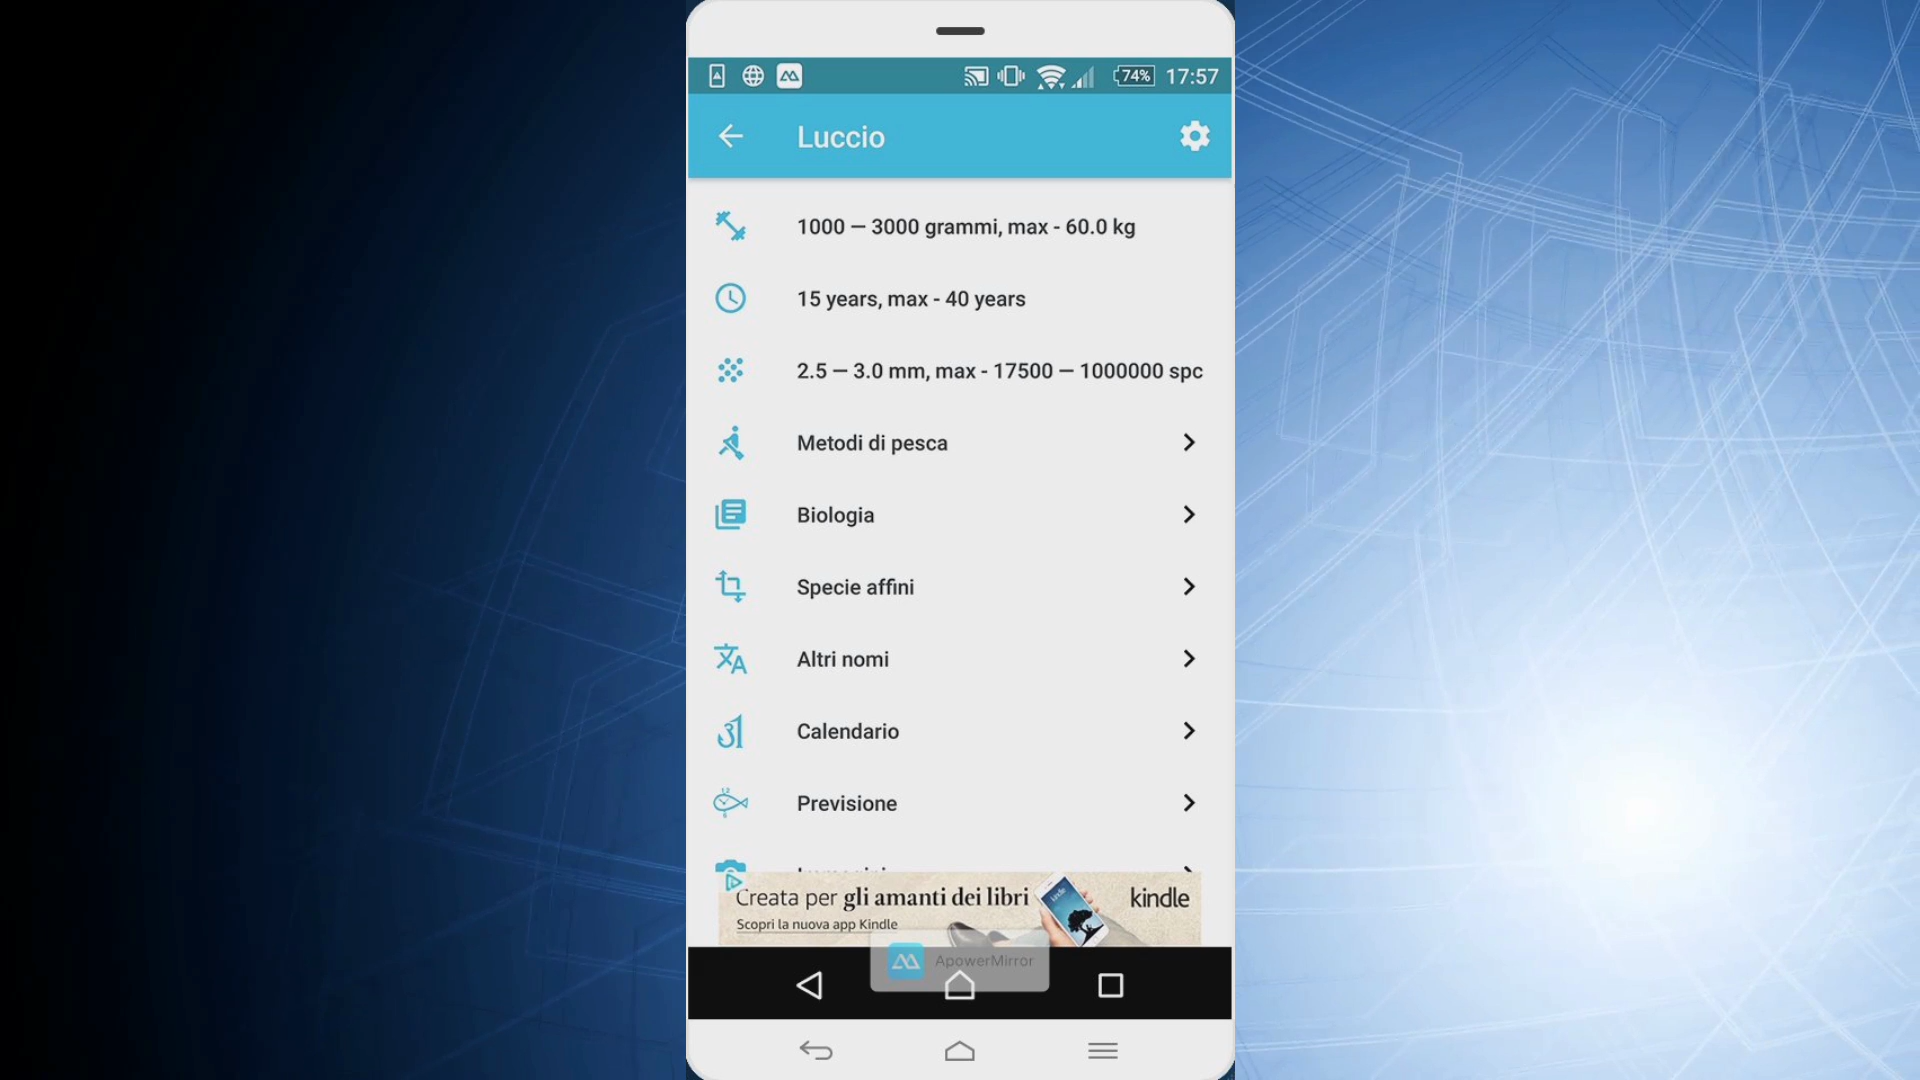 74% 17:57
Luccio
1000 — 3000 grammi, max - 60.0 kg
15 years, max - 40 years
2.5 — 3.0 mm, max - 17500 — 1000000 spc
Metodi di pesca
Biologia
Specie affini
Altri nomi
Calendario
Previsione
Creata per gli amanti dei libri
kindle
Scopri la nuova app Kindle
ApowerMirror